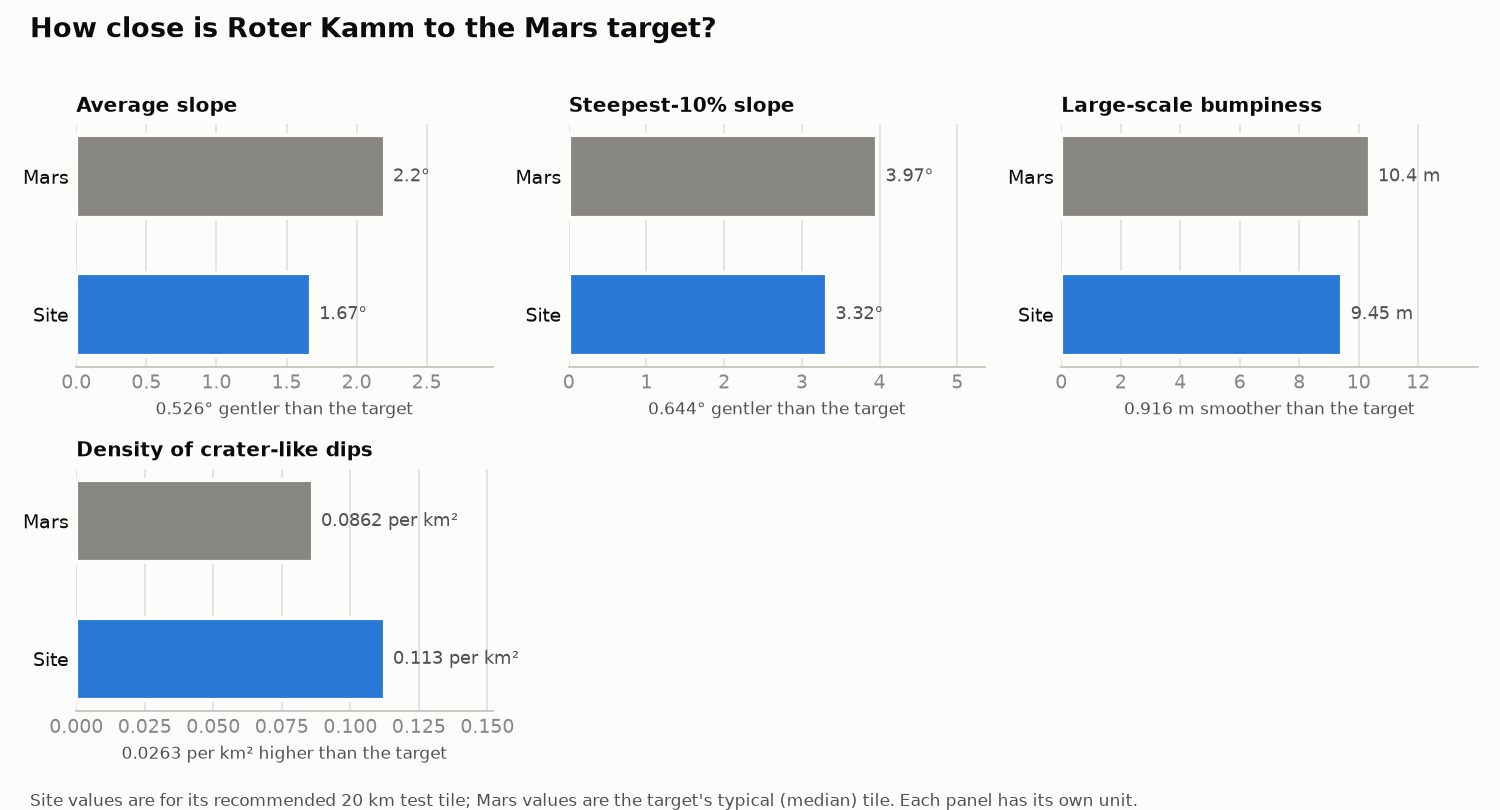 How close is Roter Kamm to the Mars target?
Average slope
Mars
2.2°
Site
1.67°
0.0 0.5 1.0 1.5 2.0 2.5
0.526° gentler than the target
Steepest-10% slope
Mars
3.97°
Site
3.32°
0 1 2 3 4 5
0.644° gentler than the target
Large-scale bumpiness
Mars
10.4 m
Site
9.45 m
0 2 4 6 8 10 12
0.916 m smoother than the target
Density of crater-like dips
Mars
0.0862 per km²
Site
0.113 per km²
0.000 0.025 0.050 0.075 0.100 0.125 0.150
0.0263 per km² higher than the target
Site values are for its recommended 20 km test tile; Mars values are the target's typical (median) tile. Each panel has its own unit.